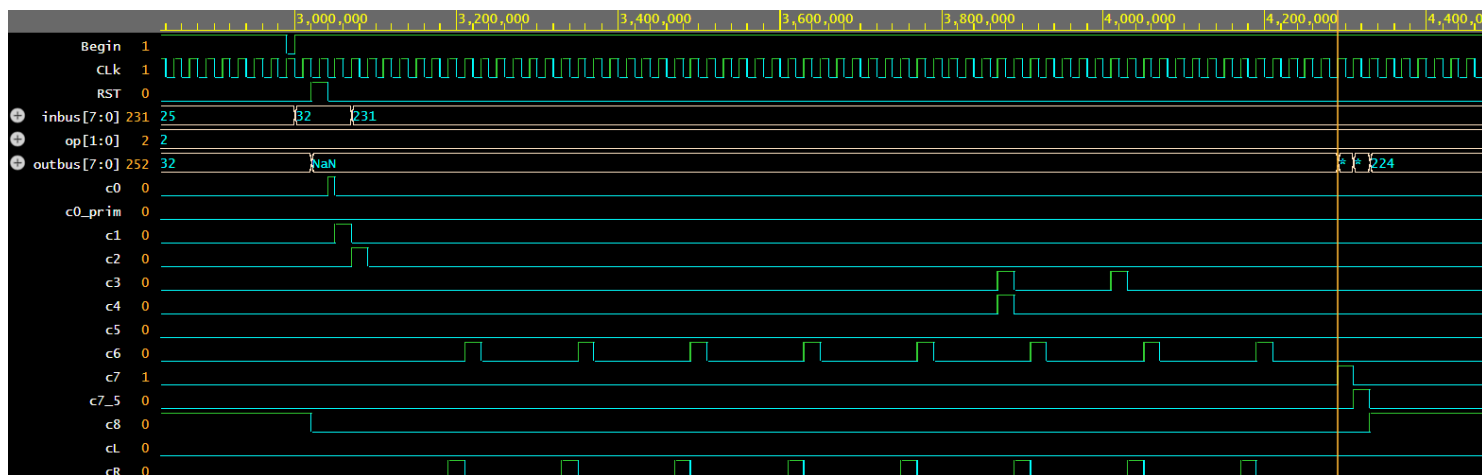 3,000,000 3,200,000 3,400,000 3,600,000 3,800,000 4,000,000 4,200,000 4,400,0
Begin 1
CLk 1
RST 0
inbus[7:0] 231 25 32 231
op[1:0] 2 2
outbus[7:0] 252 32 NaN * * 224
c0 0
c0_prim 0
c1 0
c2 0
c3 0
c4 0
c5 0
c6 0
c7 1
c7_5 0
c8 0
cL 0
cR 0